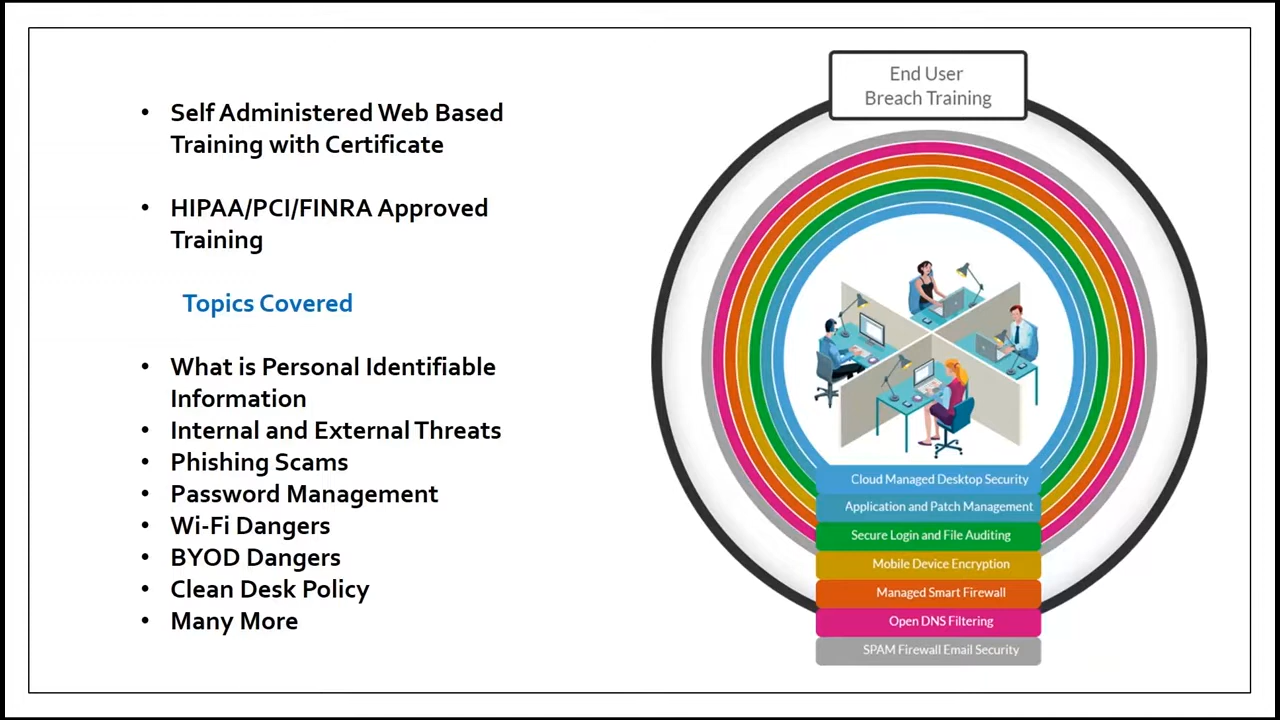 • Self Administered Web Based
Training with Certificate
• HIPAA/PCI/FINRA Approved
Training
Topics Covered
• What is Personal Identifiable
Information
• Internal and External Threats
• Phishing Scams
• Password Management
• Wi-Fi Dangers
• BYOD Dangers
• Clean Desk Policy
• Many More
End User
Breach Training
Cloud Managed Desktop Security
Application and Patch Management
Secure Login and File Auditing
Mobile Device Encryption
Managed Smart Firewall
Open DNS Filtering
SPAM Firewall Email Security